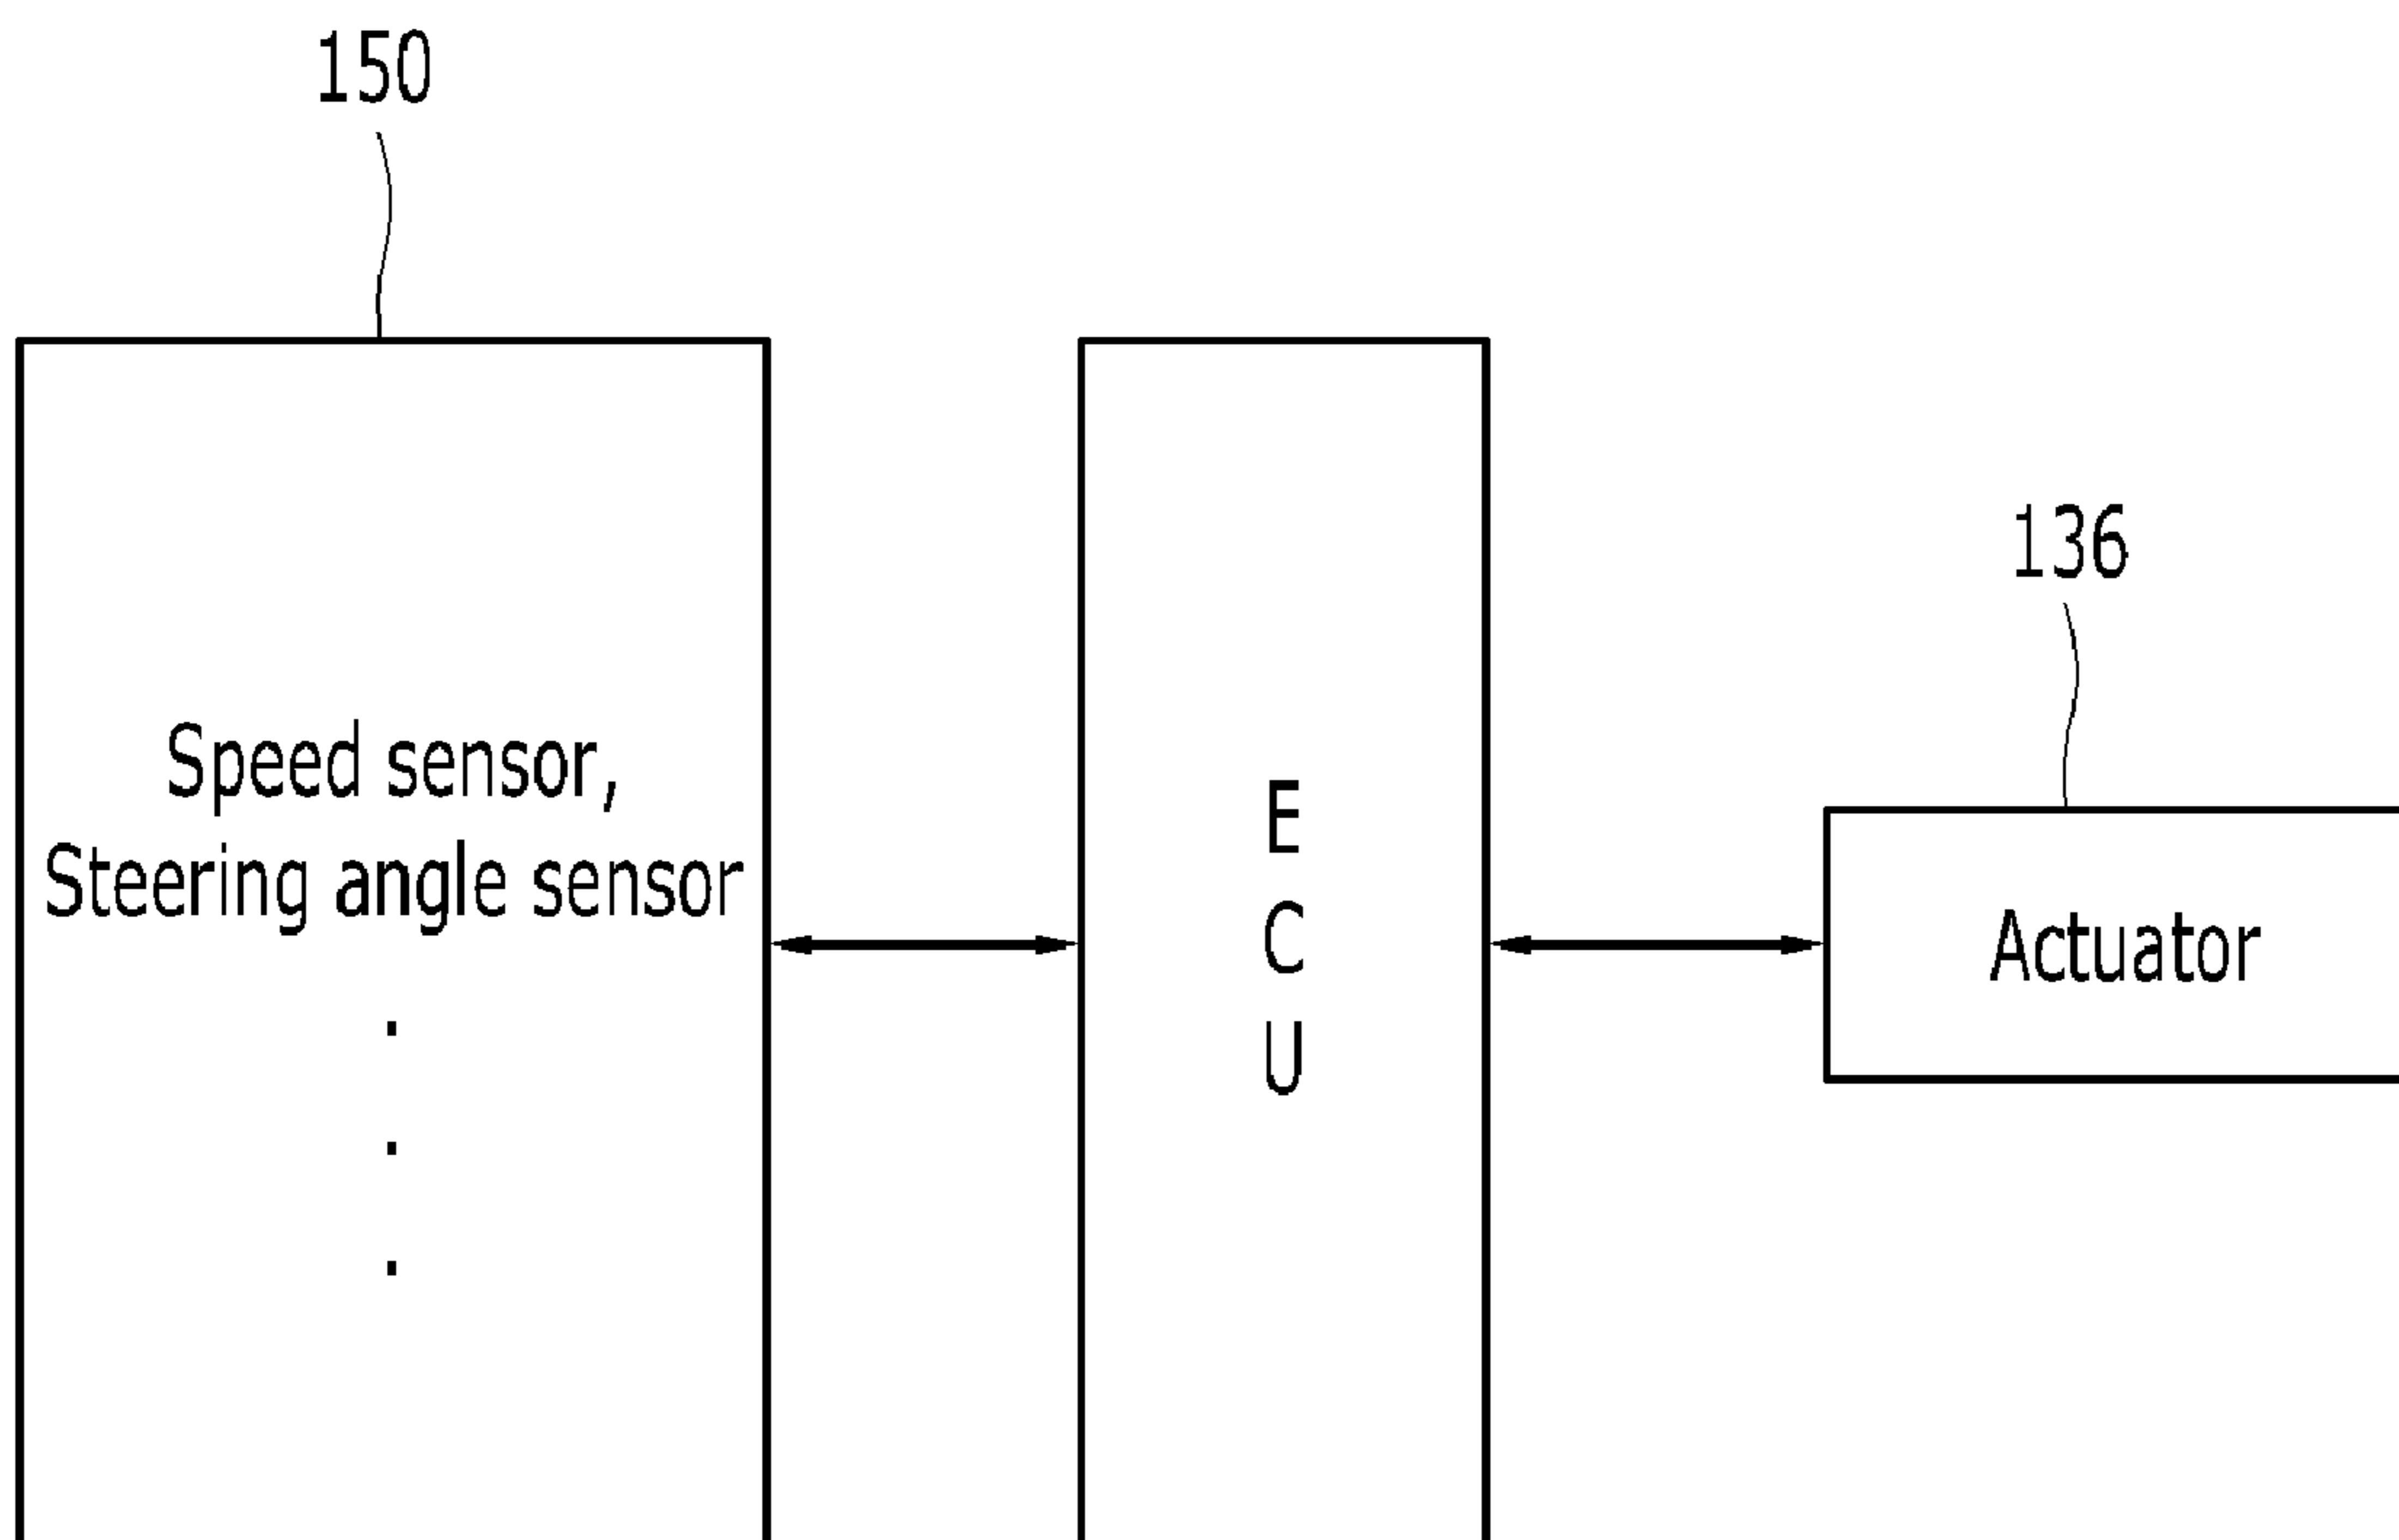 150
136
Speed sensor,
Steering angle sensor
.
.
.
E
C
U
Actuator